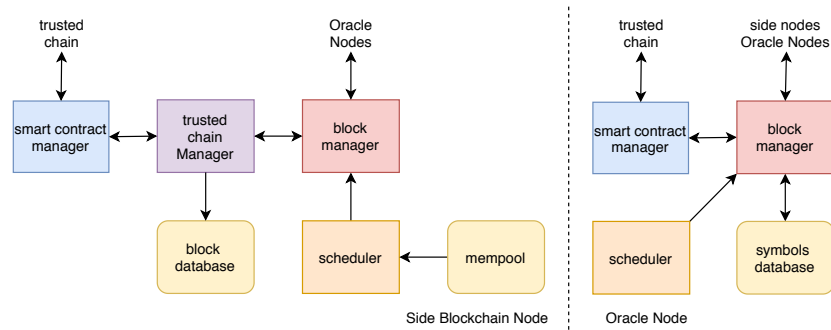 trusted
chain
Oracle
Nodes
smart contract
manager
trusted
chain
Manager
block
manager
block
database
scheduler
mempool
Side Blockchain Node
trusted
chain
side nodes
Oracle Nodes
smart contract
manager
block
manager
scheduler
symbols
database
Oracle Node